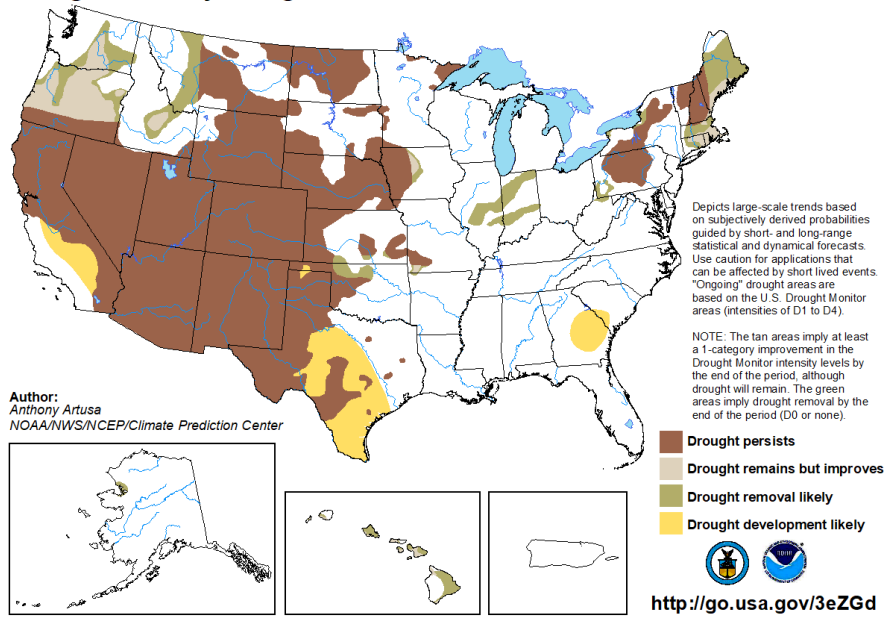 Depicts large-scale trends based
on subjectively derived probabilities
guided by short- and long-range
statistical and dynamical forecasts.
Use caution for applications that
can be affected by short lived events.
"Ongoing" drought areas are
based on the U.S. Drought Monitor
areas (intensities of D1 to D4).
NOTE: The tan areas imply at least
a 1-category improvement in the
Drought Monitor intensity levels by
the end of the period, although
drought will remain. The green
areas imply drought removal by the
end of the period (D0 or none).
Author:
Anthony Artusa
NOAA/NWS/NCEP/Climate Prediction Center
Drought persists
Drought remains but improves
Drought removal likely
Drought development likely
http://go.usa.gov/3eZGd